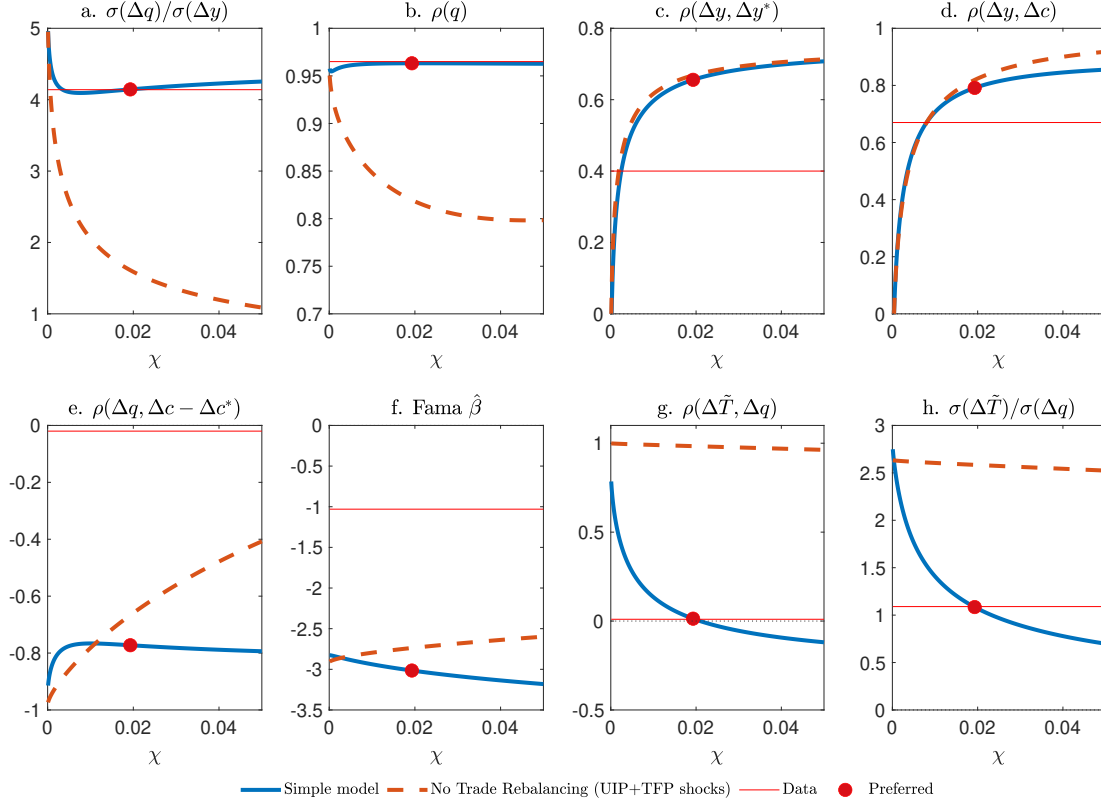 a. σ(Δq)/σ(Δy)
5
4
3
2
1
0 0.02 0.04
χ
b. ρ(q)
1
0.95
0.9
0.85
0.8
0.75
0.7
0 0.02 0.04
χ
c. ρ(Δy, Δy*)
0.8
0.6
0.4
0.2
0
0 0.02 0.04
χ
d. ρ(Δy, Δc)
1
0.8
0.6
0.4
0.2
0
0 0.02 0.04
χ
e. ρ(Δq, Δc − Δc*)
0
-0.2
-0.4
-0.6
-0.8
-1
0 0.02 0.04
χ
f. Fama β̂
0
-0.5
-1
-1.5
-2
-2.5
-3
-3.5
0 0.02 0.04
χ
g. ρ(ΔT̃, Δq)
1
0.5
0
-0.5
0 0.02 0.04
χ
h. σ(ΔT̃)/σ(Δq)
3
2.5
2
1.5
1
0.5
0
0 0.02 0.04
χ
Simple model No Trade Rebalancing (UIP+TFP shocks) Data Preferred